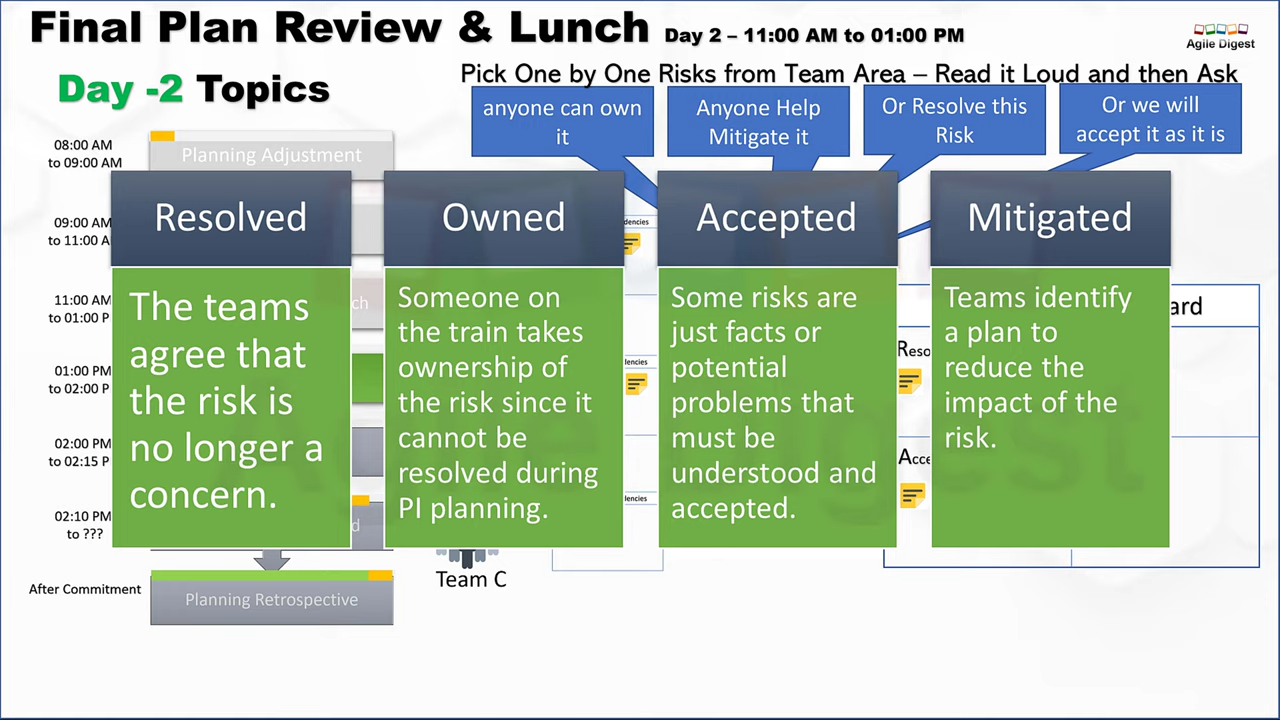 Final Plan Review & Lunch Day 2 – 11:00 AM to 01:00 PM
Agile Digest
Day -2 Topics
Pick One by One Risks from Team Area – Read it Loud and then Ask
anyone can own
it
Anyone Help
Mitigate it
Or Resolve this
Risk
Or we will
accept it as it is
08:00 AM
to 09:00 AM
Planning Adjustment
09:00 AM
to 11:00 A
11:00 AM
to 01:00 P
01:00 PM
to 02:00 P
02:00 PM
to 02:15 P
02:10 PM
to ???
After Commitment
Planning Retrospective
Resolved
The teams
agree that
the risk is
no longer a
concern.
Owned
Someone on
the train takes
ownership of
the risk since it
cannot be
resolved during
PI planning.
Accepted
Some risks are
just facts or
potential
problems that
must be
understood and
accepted.
Mitigated
Teams identify
a plan to
reduce the
impact of the
risk.
ch
d
dencies
dencies
dencies
ard
Reso
Acce
Team C